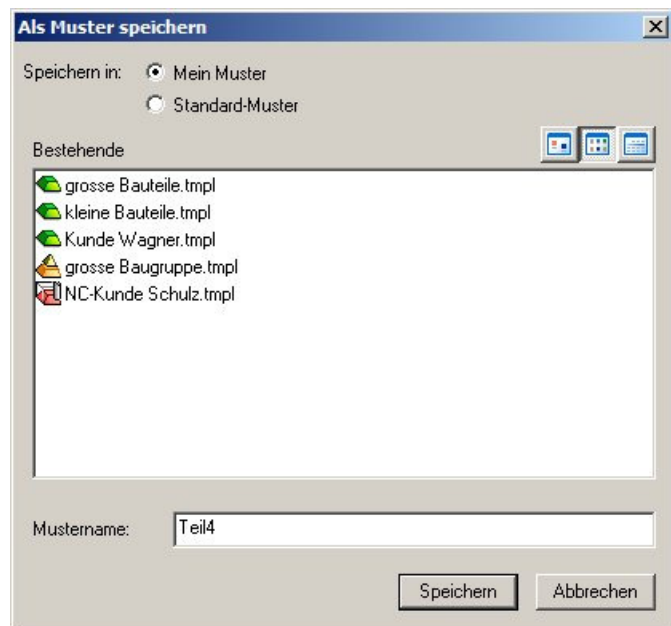 Als Muster speichern
Speichern in: Mein Muster
Standard-Muster
Bestehende
grosse Bauteile.tmpl
kleine Bauteile.tmpl
Kunde Wagner.tmpl
grosse Baugruppe.tmpl
NC-Kunde Schulz.tmpl
Mustername: Teil4
Speichern Abbrechen